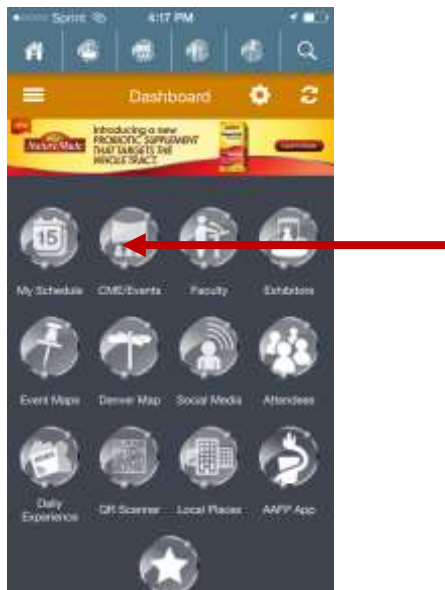 Sprint 4:17 PM
Dashboard
Nature Made
Introducing a new
PROBIOTIC SUPPLEMENT
THAT TARGETS THE
WHOLE TRACT.
15
My Schedule CME/Events Faculty Exhibitors
Event Maps Denver Map Social Media Attendees
Daily
Experience QR Scanner Local Places AAFP App